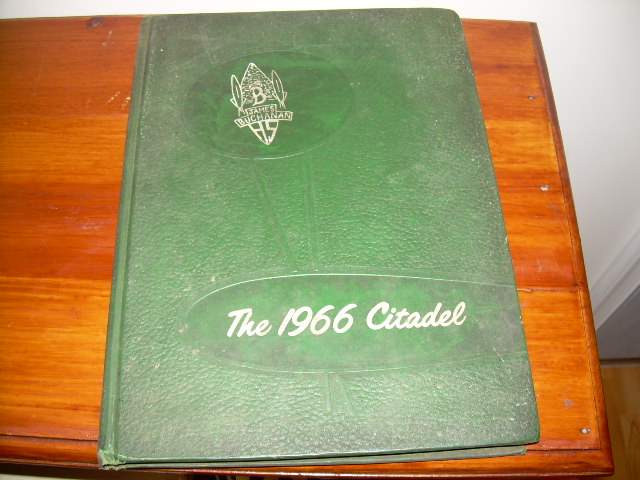 B
JAMES
BUCHANAN
HS
The 1966 Citadel